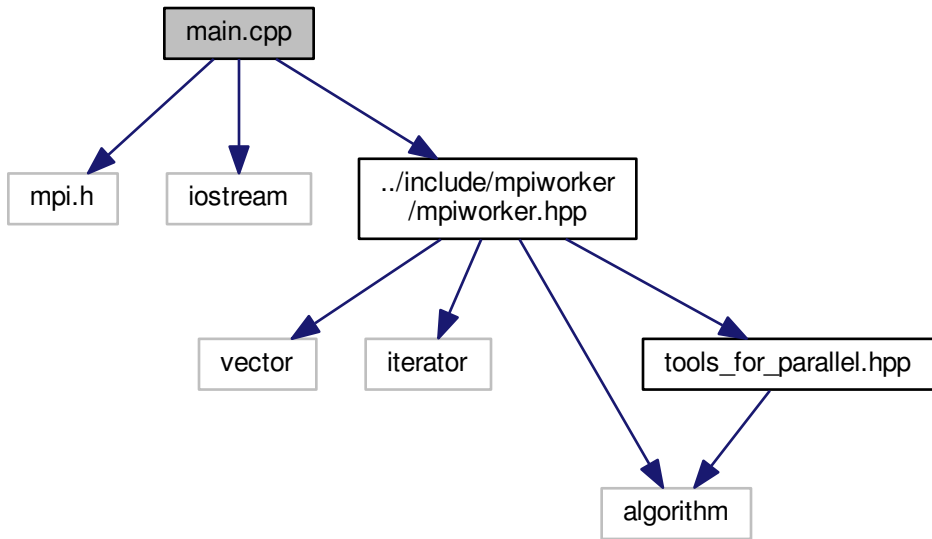 main.cpp
mpi.h
iostream
../include/mpiworker
/mpiworker.hpp
vector
iterator
tools_for_parallel.hpp
algorithm